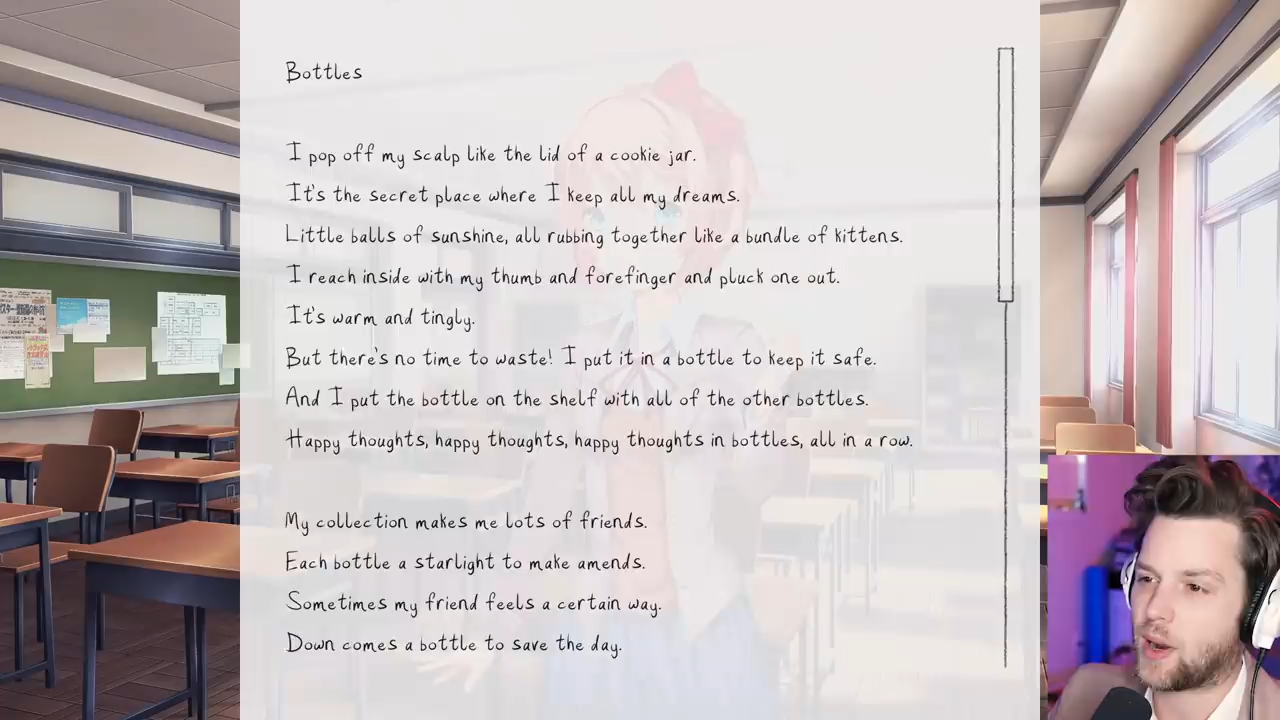 Bottles
I pop off my scalp like the lid of a cookie jar.
It's the secret place where I keep all my dreams.
Little balls of sunshine, all rubbing together like a bundle of kittens.
I reach inside with my thumb and forefinger and pluck one out.
It's warm and tingly.
But there's no time to waste! I put it in a bottle to keep it safe.
And I put the bottle on the shelf with all of the other bottles.
Happy thoughts, happy thoughts, happy thoughts in bottles, all in a row.
My collection makes me lots of friends.
Each bottle a starlight to make amends.
Sometimes my friend feels a certain way.
Down comes a bottle to save the day.